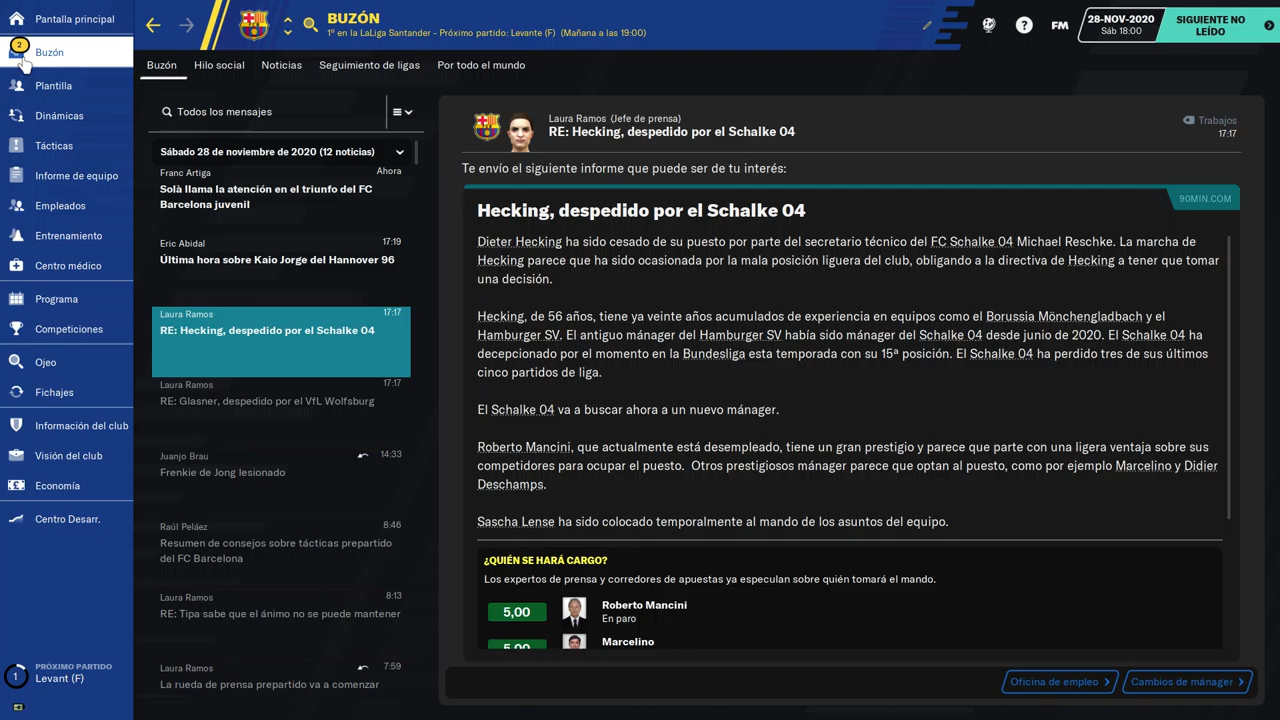 Pantalla principal
2
Buzón
Plantilla
Dinámicas
Tácticas
Informe de equipo
Empleados
Entrenamiento
Centro médico
Programa
Competiciones
Ojeo
Fichajes
Información del club
Visión del club
Economía
Centro Desarr.
1
PRÓXIMO PARTIDO
Levant (F)
BUZÓN
1º en la LaLiga Santander - Próximo partido: Levante (F) (Mañana a las 19:00)
FM
28-NOV-2020
Sáb 18:00
SIGUIENTE NO LEÍDO
Buzón Hilo social Noticias Seguimiento de ligas Por todo el mundo
Todos los mensajes
Sábado 28 de noviembre de 2020 (12 noticias)
Franc Artiga Ahora
Solà llama la atención en el triunfo del FC
Barcelona juvenil
Eric Abidal 17:19
Última hora sobre Kaio Jorge del Hannover 96
Laura Ramos 17:17
RE: Hecking, despedido por el Schalke 04
Laura Ramos 17:17
RE: Glasner, despedido por el VfL Wolfsburg
Juanjo Brau 14:33
Frenkie de Jong lesionado
Raúl Peláez 8:46
Resumen de consejos sobre tácticas prepartido
del FC Barcelona
Laura Ramos 8:13
RE: Tipa sabe que el ánimo no se puede mantener
Laura Ramos 7:59
La rueda de prensa prepartido va a comenzar
Laura Ramos (Jefe de prensa)
RE: Hecking, despedido por el Schalke 04
Trabajos
17:17
Te envío el siguiente informe que puede ser de tu interés:
90MIN.COM
Hecking, despedido por el Schalke 04
Dieter Hecking ha sido cesado de su puesto por parte del secretario técnico del FC Schalke 04 Michael Reschke. La marcha de
Hecking parece que ha sido ocasionada por la mala posición liguera del club, obligando a la directiva de Hecking a tener que tomar
una decisión.
Hecking, de 56 años, tiene ya veinte años acumulados de experiencia en equipos como el Borussia Mönchengladbach y el
Hamburger SV. El antiguo mánager del Hamburger SV había sido mánager del Schalke 04 desde junio de 2020. El Schalke 04 ha
decepcionado por el momento en la Bundesliga esta temporada con su 15ª posición. El Schalke 04 ha perdido tres de sus últimos
cinco partidos de liga.
El Schalke 04 va a buscar ahora a un nuevo mánager.
Roberto Mancini, que actualmente está desempleado, tiene un gran prestigio y parece que parte con una ligera ventaja sobre sus
competidores para ocupar el puesto. Otros prestigiosos mánager parece que optan al puesto, como por ejemplo Marcelino y Didier
Deschamps.
Sascha Lense ha sido colocado temporalmente al mando de los asuntos del equipo.
¿QUIÉN SE HARÁ CARGO?
Los expertos de prensa y corredores de apuestas ya especulan sobre quién tomará el mando.
5,00 Roberto Mancini
En paro
5,00 Marcelino
Oficina de empleo Cambios de mánager